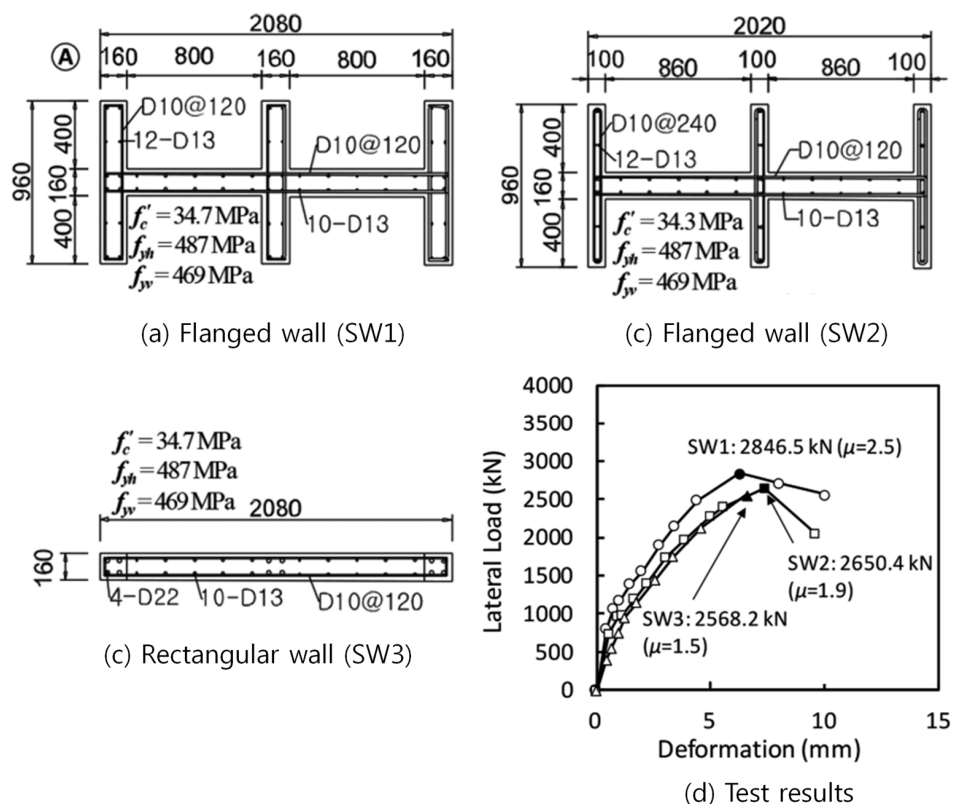 2080
160 800 160 800 160
A
960
400
160
400
D10@120
12-D13
D10@120
10-D13
f'c = 34.7 MPa
fyh = 487 MPa
fyv = 469 MPa
(a) Flanged wall (SW1)
2020
100 860 100 860 100
960
400
160
400
D10@240
12-D13
D10@120
10-D13
f'c = 34.3 MPa
fyh = 487 MPa
fyv = 469 MPa
(c) Flanged wall (SW2)
f'c = 34.7 MPa
fyh = 487 MPa
fyv = 469 MPa
2080
160
4-D22 10-D13 D10@120
(c) Rectangular wall (SW3)
Lateral Load (kN)
4000
3500
3000
2500
2000
1500
1000
500
0
SW1: 2846.5 kN (μ=2.5)
SW2: 2650.4 kN
(μ=1.9)
SW3: 2568.2 kN
(μ=1.5)
0 5 10 15
Deformation (mm)
(d) Test results